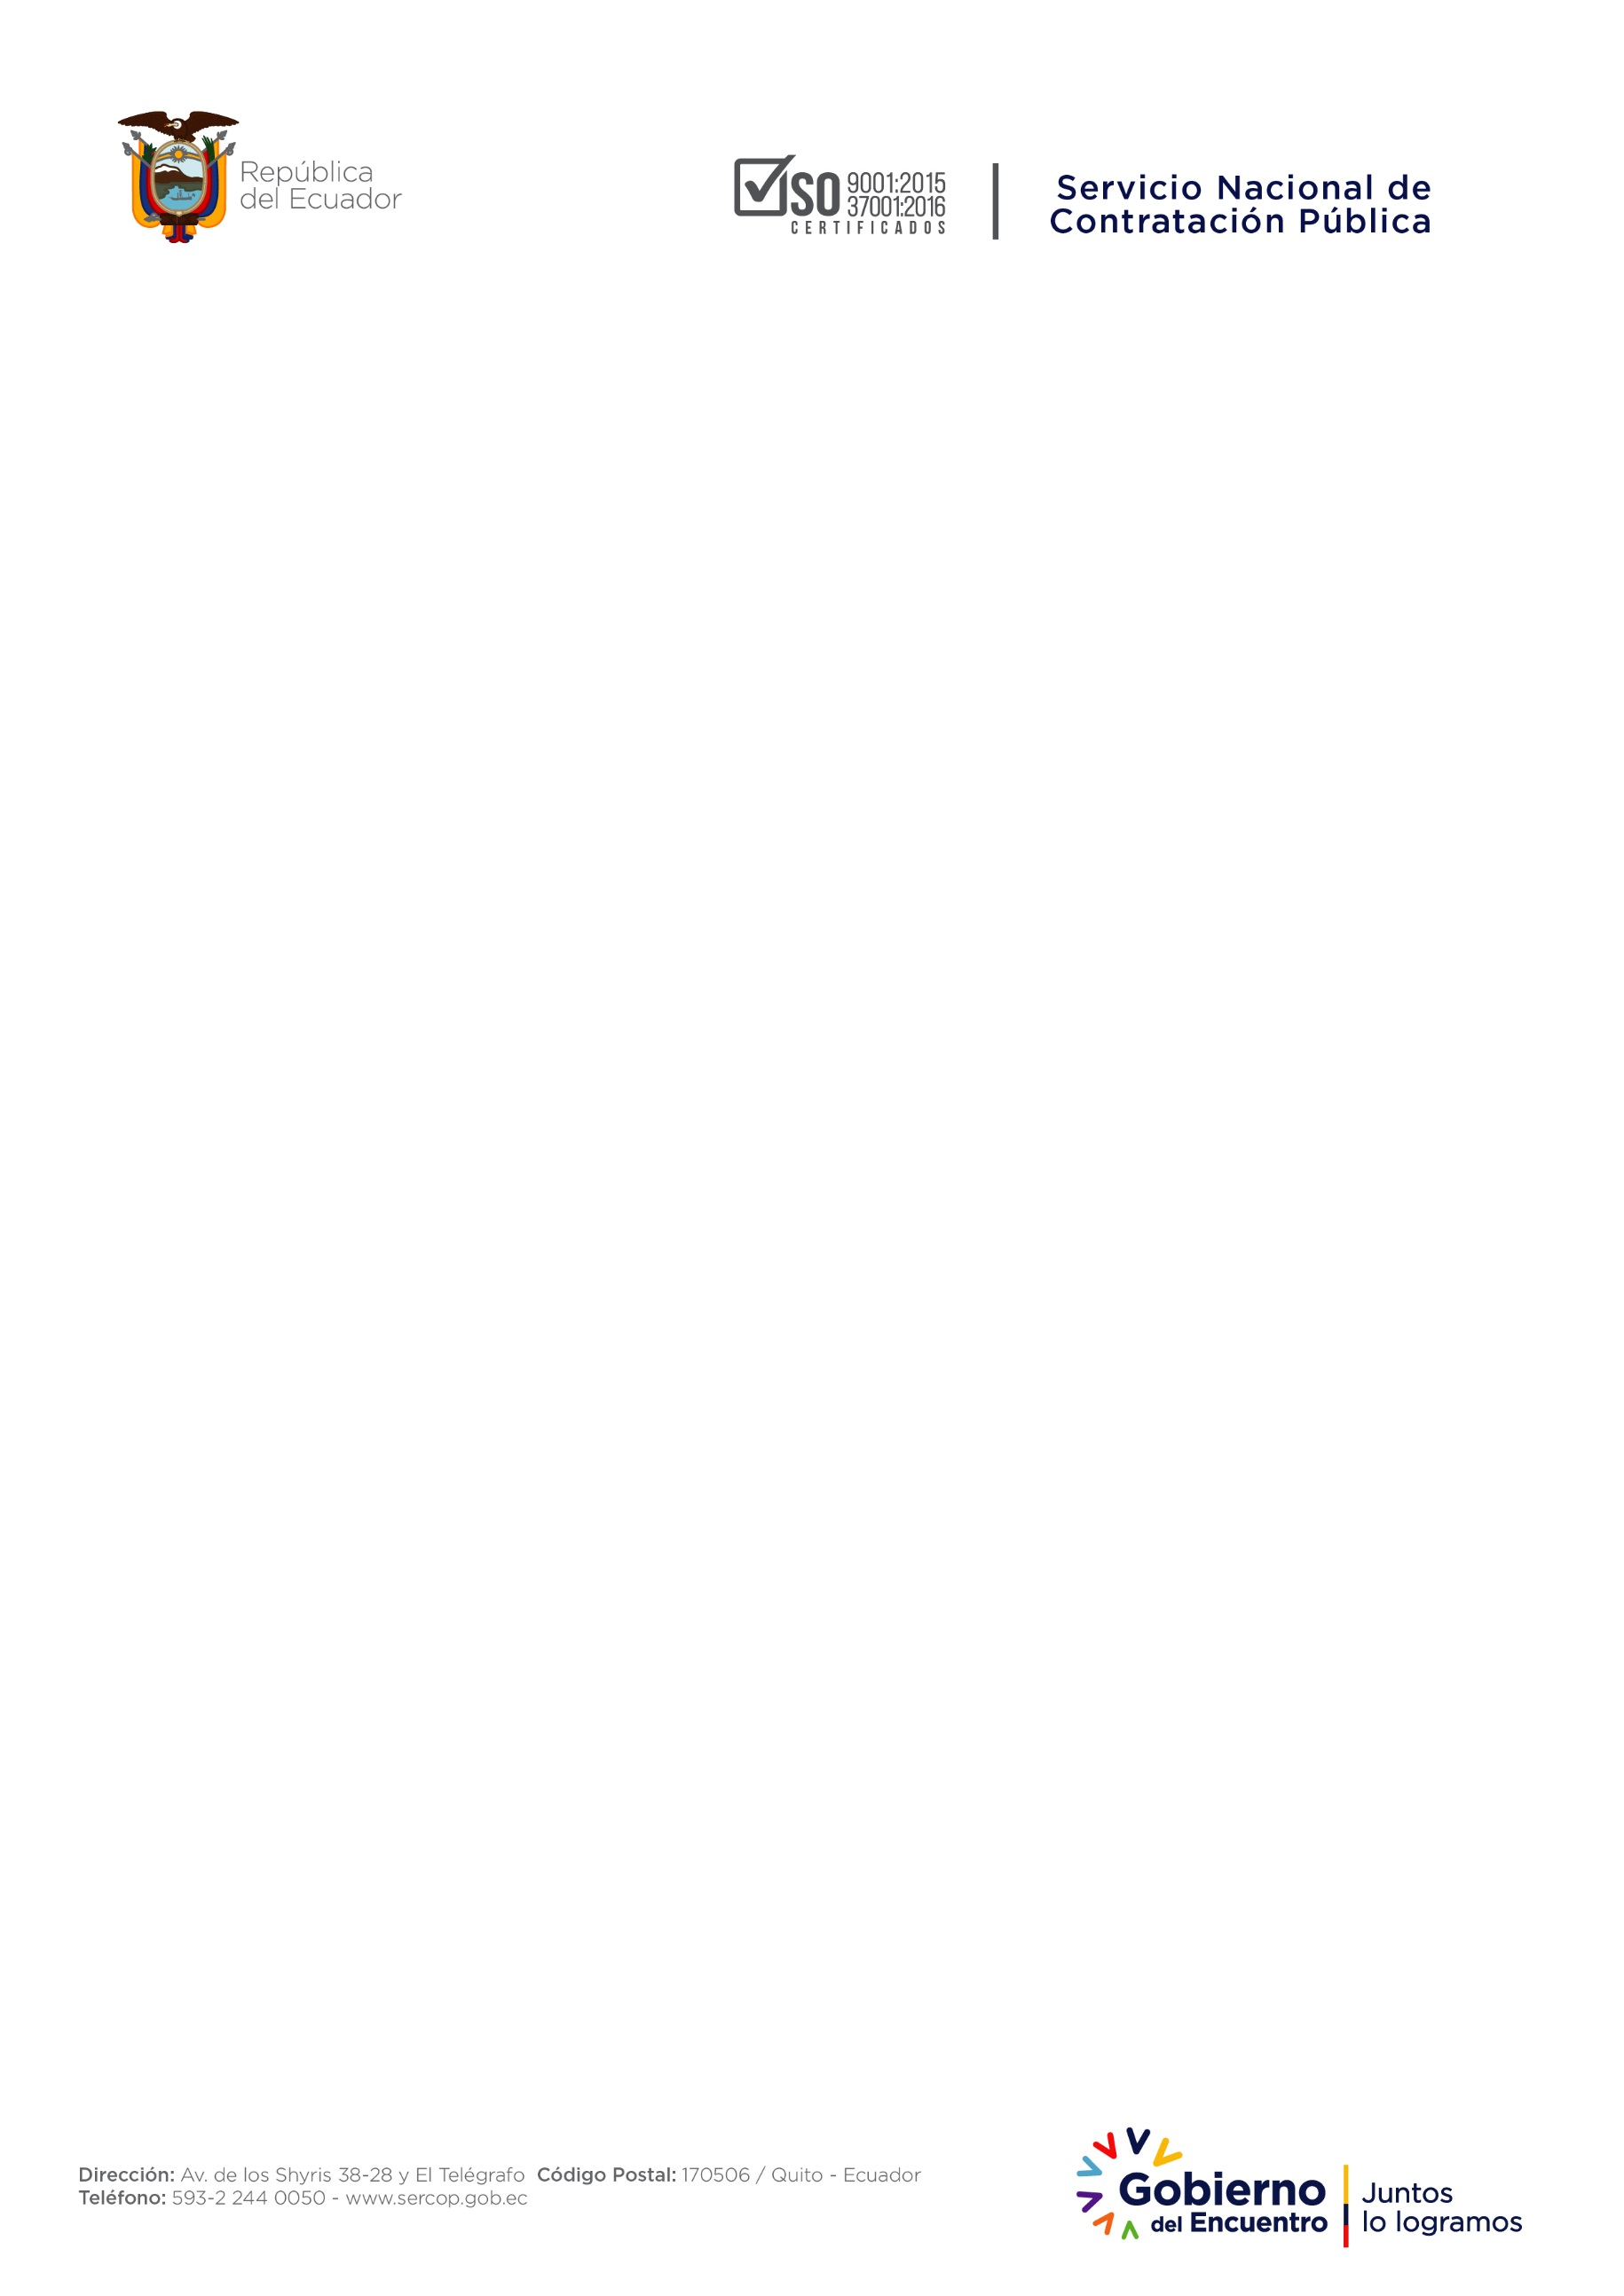 República
del Ecuador
ISO 9001:2015
37001:2016
CERTIFICADOS
Servicio Nacional de
Contratación Pública
Dirección: Av. de los Shyris 38-28 y El Telégrafo Código Postal: 170506 / Quito - Ecuador
Teléfono: 593-2 244 0050 - www.sercop.gob.ec
Gobierno
del Encuentro
Juntos
lo logramos